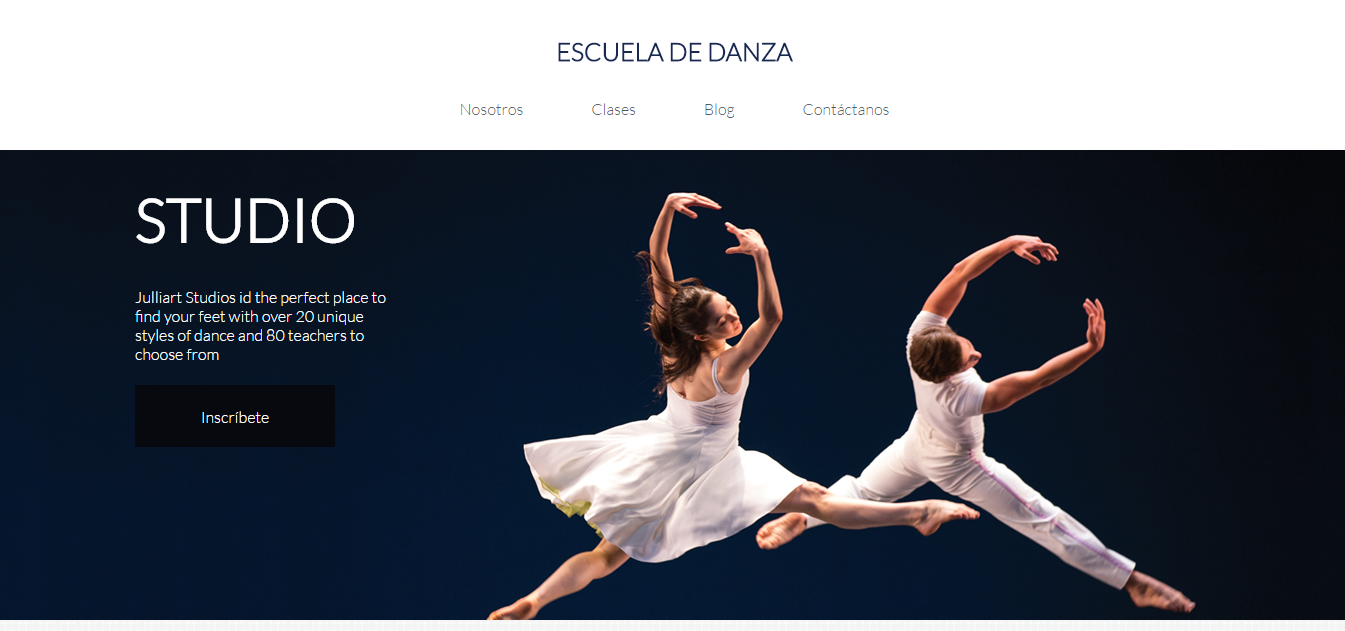 ESCUELA DE DANZA
Nosotros Clases Blog Contáctanos
STUDIO
Julliart Studios id the perfect place to
find your feet with over 20 unique
styles of dance and 80 teachers to
choose from
Inscríbete